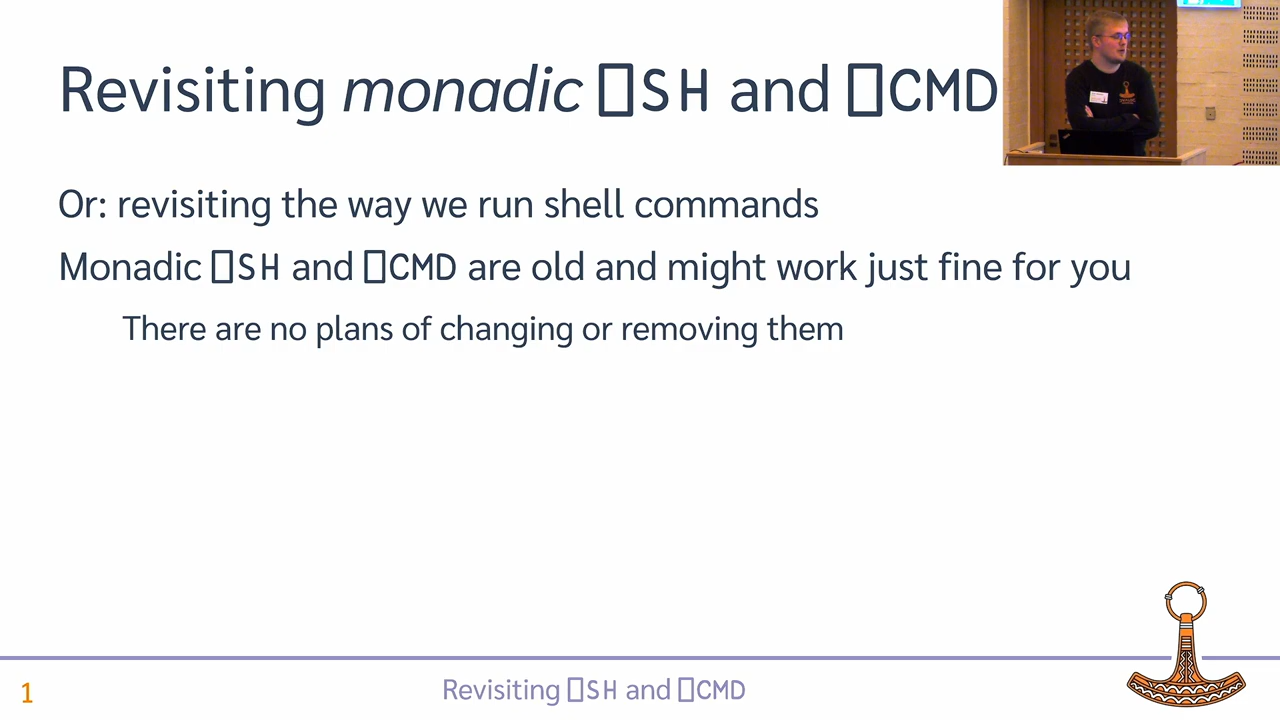 Revisiting monadic ⎕SH and ⎕CMD
Or: revisiting the way we run shell commands
Monadic ⎕SH and ⎕CMD are old and might work just fine for you
There are no plans of changing or removing them
1
Revisiting ⎕SH and ⎕CMD